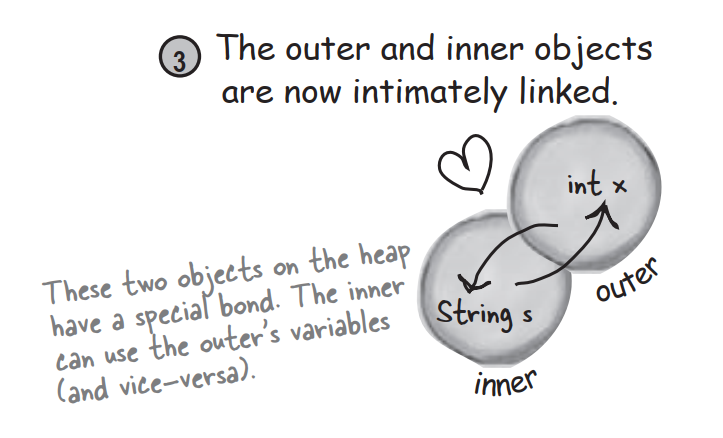 3 The outer and inner objects
are now intimately linked.
int x
These two objects on the heap
have a special bond. The inner
can use the outer's variables
(and vice-versa).
String s
outer
inner